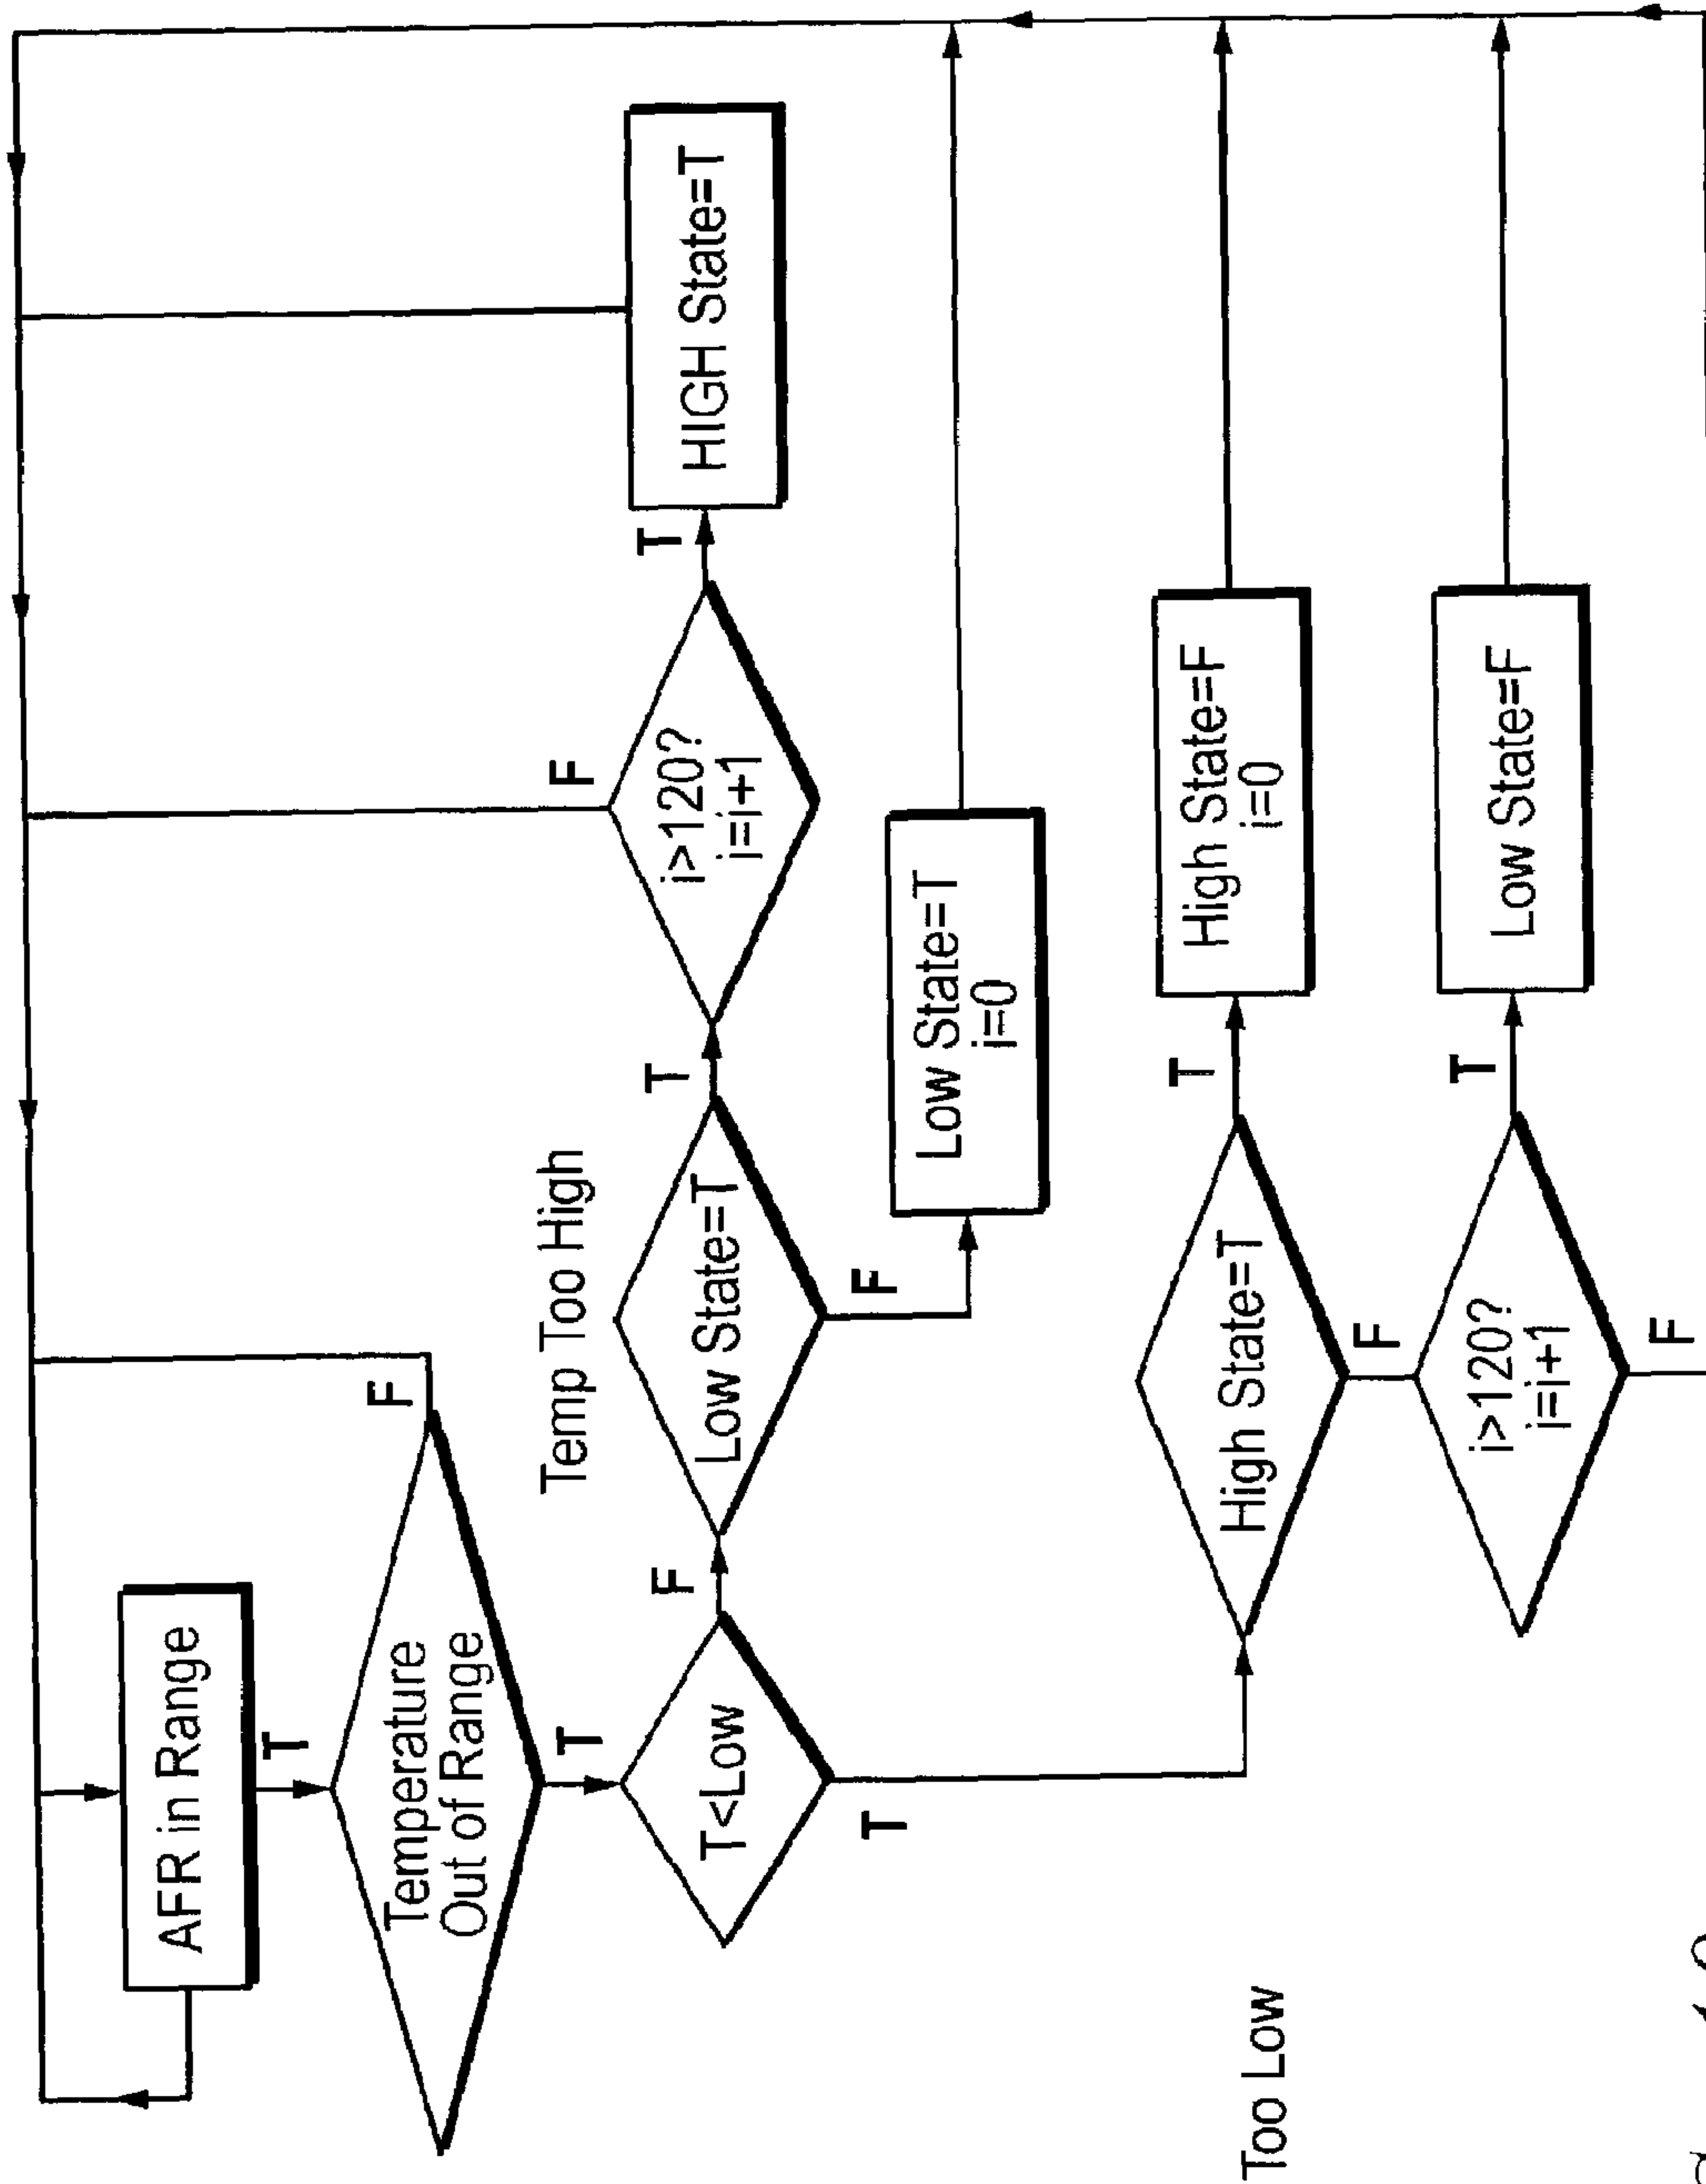 AFR in Range
T
Temperature
Out of Range
F
T
T<Low
F
T
Temp Too High
Low State=T
T
F
i>120?
i=i+1
F
T
HIGH State=T
Low State=T
i=0
Too Low
High State=T
T
F
High State=F
i=0
i>120?
i=i+1
T
F
Low State=F